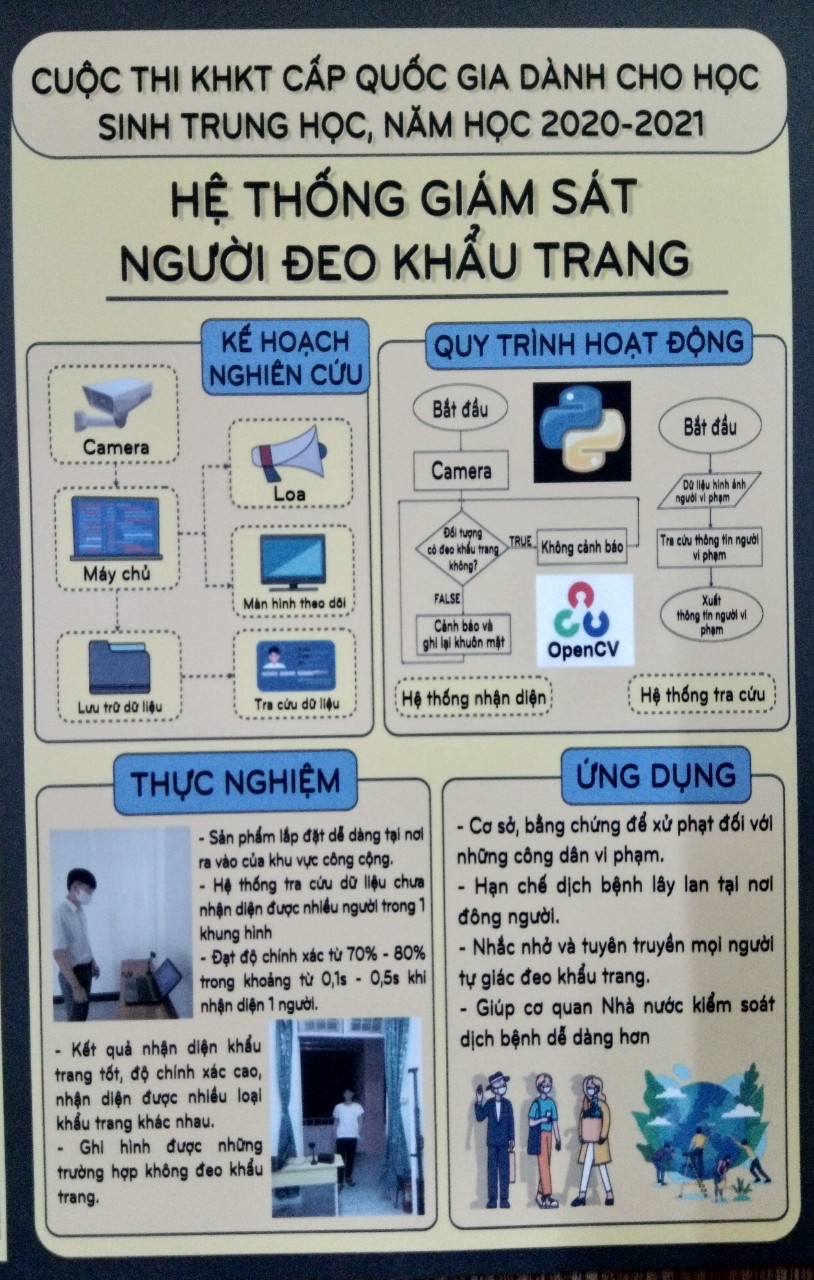 CUỘC THI KHKT CẤP QUỐC GIA DÀNH CHO HỌC
SINH TRUNG HỌC, NĂM HỌC 2020-2021
HỆ THỐNG GIÁM SÁT
NGƯỜI ĐEO KHẨU TRANG
KẾ HOẠCH
NGHIÊN CỨU
Camera
Loa
Máy chủ
Màn hình theo dõi
Lưu trữ dữ liệu
Tra cứu dữ liệu
QUY TRÌNH HOẠT ĐỘNG
Bắt đầu
Camera
Đối tượng
có đeo khẩu trang
không?
TRUE
Không cảnh báo
FALSE
Cảnh báo và
ghi lại khuôn mặt
OpenCV
Hệ thống nhận diện
Bắt đầu
Dữ liệu hình ảnh
người vi phạm
Tra cứu thông tin người
vi phạm
Xuất
thông tin người vi
phạm
Hệ thống tra cứu
THỰC NGHIỆM
- Sản phẩm lắp đặt dễ dàng tại nơi
ra vào của khu vực công cộng.
- Hệ thống tra cứu dữ liệu chưa
nhận diện được nhiều người trong 1
khung hình
- Đạt độ chính xác từ 70% - 80%
trong khoảng từ 0,1s - 0,5s khi
nhận diện 1 người.
- Kết quả nhận diện khẩu
trang tốt, độ chính xác cao,
nhận diện được nhiều loại
khẩu trang khác nhau.
- Ghi hình được những
trường hợp không đeo khẩu
trang.
ỨNG DỤNG
- Cơ sở, bằng chứng để xử phạt đối với
những công dân vi phạm.
- Hạn chế dịch bệnh lây lan tại nơi
đông người.
- Nhắc nhở và tuyên truyền mọi người
tự giác đeo khẩu trang.
- Giúp cơ quan Nhà nước kiểm soát
dịch bệnh dễ dàng hơn